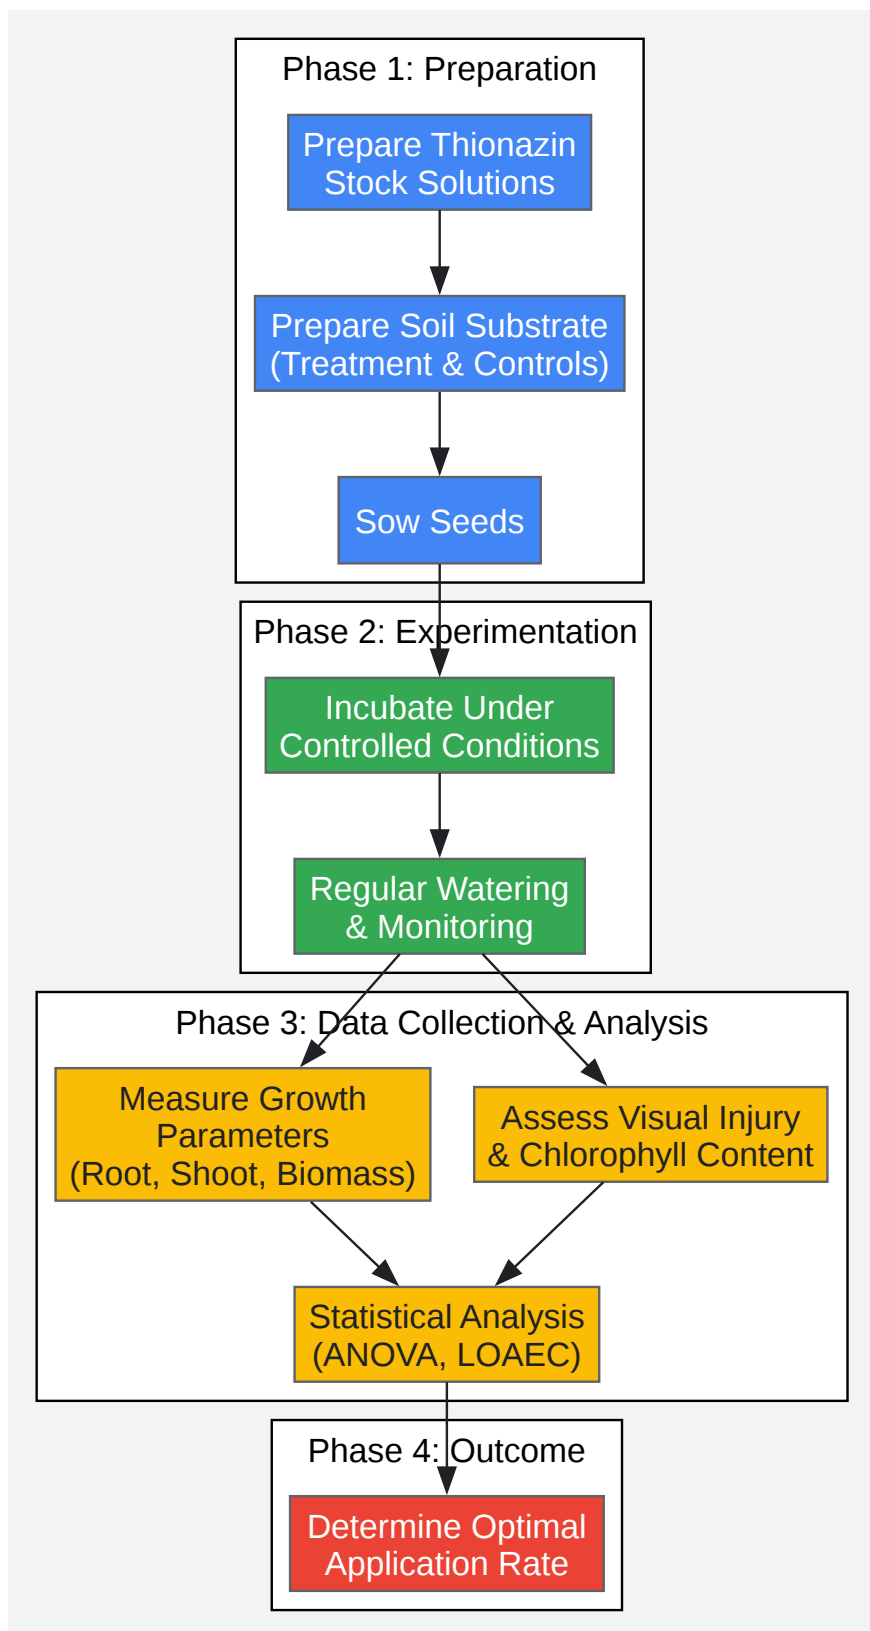 Phase 1: Preparation
Prepare Thionazin
Stock Solutions
Prepare Soil Substrate
(Treatment & Controls)
Sow Seeds
Phase 2: Experimentation
Incubate Under
Controlled Conditions
Regular Watering
& Monitoring
Phase 3: Data Collection & Analysis
Measure Growth
Parameters
(Root, Shoot, Biomass)
Assess Visual Injury
& Chlorophyll Content
Statistical Analysis
(ANOVA, LOAEC)
Phase 4: Outcome
Determine Optimal
Application Rate